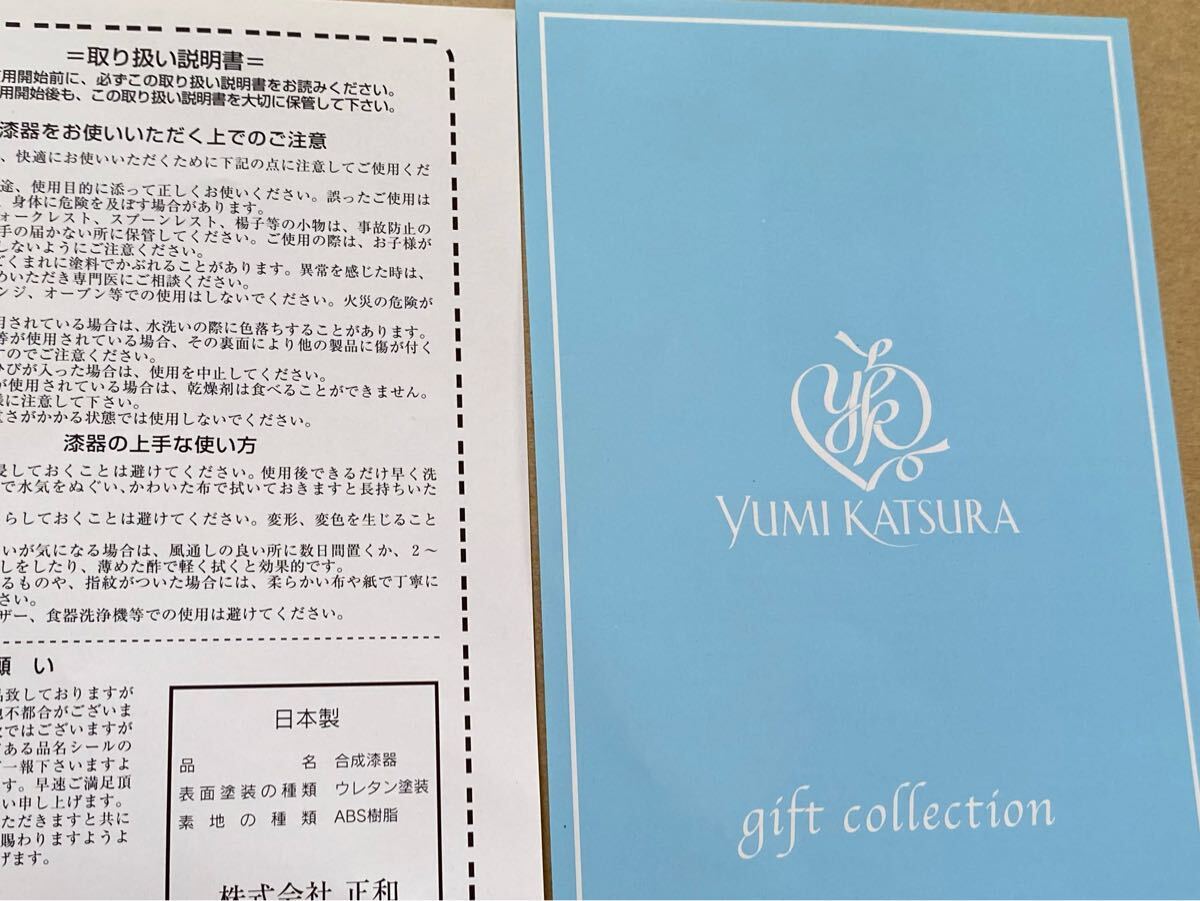 ＝取り扱い説明書＝
用開始前に、必ずこの取り扱い説明書をお読みください。
用開始後も、この取り扱い説明書を大切に保管して下さい。
漆器をお使いいただく上でのご注意
、快適にお使いいただくために下記の点に注意してご使用くだ
途、使用目的に添って正しくお使いください。誤ったご使用は
、身体に危険を及ぼす場合があります。
ォークレスト、スプーンレスト、楊子等の小物は、事故防止の
手の届かない所に保管してください。ご使用の際は、お子様が
しないようにご注意ください。
ごくまれに塗料でかぶれることがあります。異常を感じた時は、
めいただき専門医にご相談ください。
ンジ、オーブン等での使用はしないでください。火災の危険が
用されている場合は、水洗いの際に色落ちすることがあります。
等が使用されている場合、その裏面により他の製品に傷が付く
すのでご注意ください。
ひびが入った場合は、使用を中止してください。
が使用されている場合は、乾燥剤は食べることができません。
様に注意して下さい。
重さがかかる状態では使用しないでください。
漆器の上手な使い方
浸しておくことは避けてください。使用後できるだけ早く洗
で水気をぬぐい、かわいた布で拭いておきますと長持ちいた
らしておくことは避けてください。変形、変色を生じること
いが気になる場合は、風通しの良い所に数日間置くか、２～
しをしたり、薄めた酢で軽く拭くと効果的です。
るものや、指紋がついた場合には、柔らかい布や紙で丁寧に
さい。
ザー、食器洗浄機等での使用は避けてください。
願い
品致しておりますが
他不都合がございま
数ではございますが
である品名シールの
ご一報下さいますよ
ます。早速ご満足頂
い申し上げます。
いただきますと共に
賜わりますようよ
げます。
日本製
品名 合成漆器
表面塗装の種類 ウレタン塗装
素地の種類 ABS樹脂
株式会社 正和
yk
YUMI KATSURA
gift collection